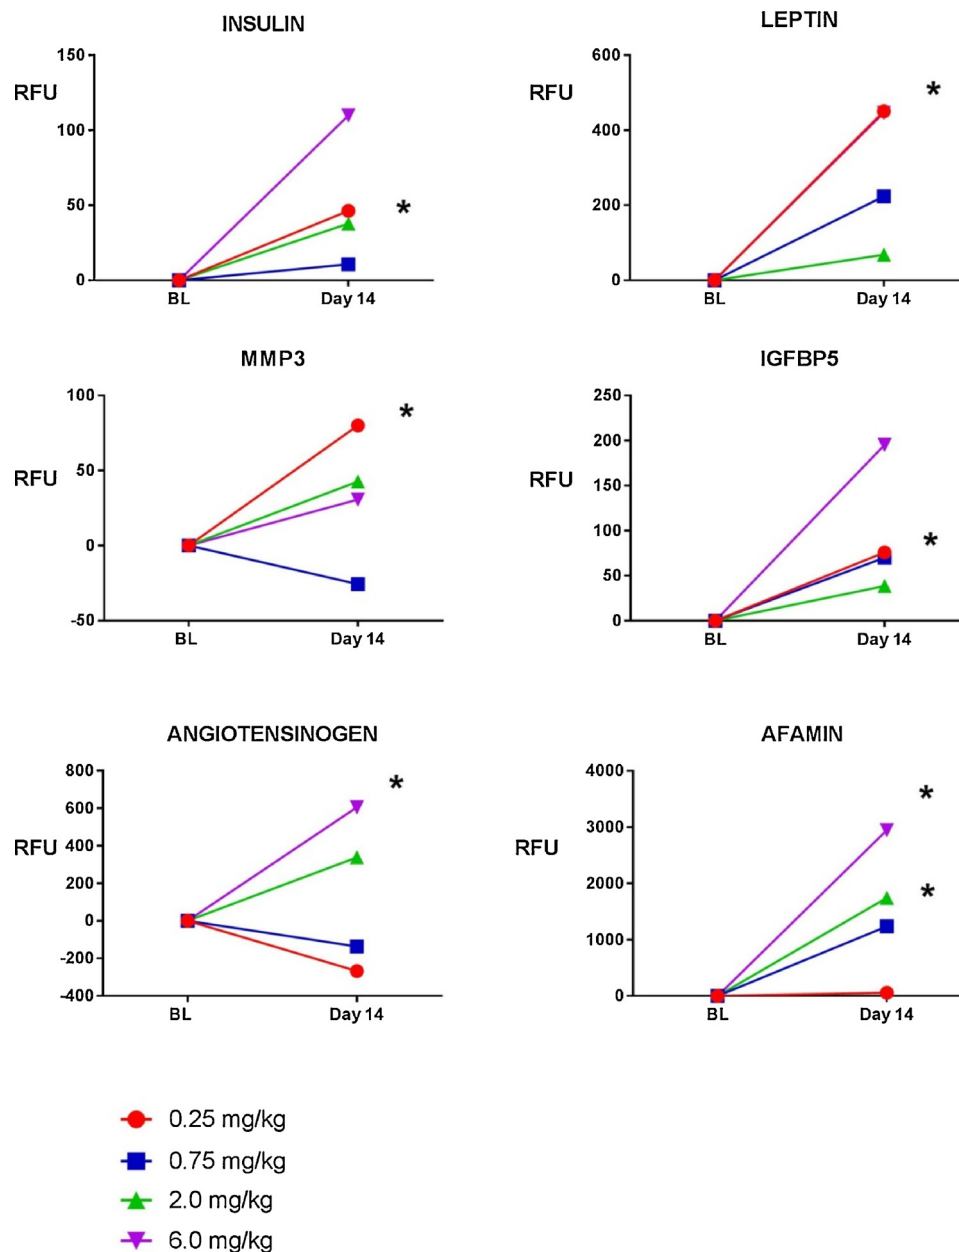 INSULIN
150
RFU
100
50
*
0
BL
Day 14
LEPTIN
600
RFU
*
400
200
0
BL
Day 14
MMP3
100
*
50
RFU
0
-50
BL
Day 14
IGFBP5
250
200
RFU
150
100
*
50
0
BL
Day 14
ANGIOTENSINOGEN
800
*
600
RFU
400
200
0
-200
-400
BL
Day 14
AFAMIN
4000
*
3000
RFU
2000
*
1000
0
BL
Day 14
0.25 mg/kg
0.75 mg/kg
2.0 mg/kg
6.0 mg/kg